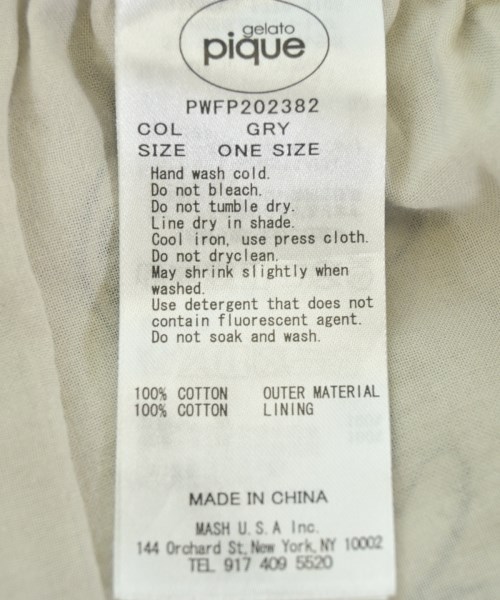 gelato
pique
PWFP202382
COL GRY
SIZE ONE SIZE
Hand wash cold.
Do not bleach.
Do not tumble dry.
Line dry in shade.
Cool iron, use press cloth.
Do not dryclean.
May shrink slightly when
washed.
Use detergent that does not
contain fluorescent agent.
Do not soak and wash.
100% COTTON OUTER MATERIAL
100% COTTON LINING
MADE IN CHINA
MASH U.S.A Inc.
144 Orchard St, New York, NY 10002
TEL 917 409 5520